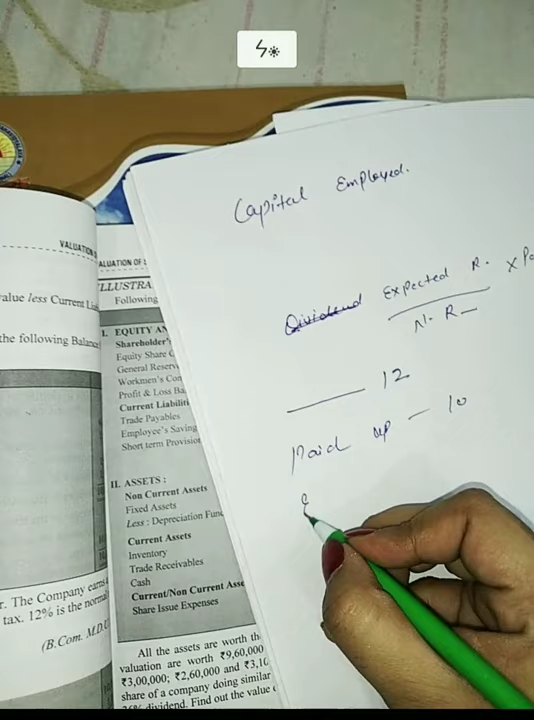 Capital Employed.
Dividend Expected R. X
N. R
12
Paid up - 10
VALUATION
value less Current
the following Balance
r. The Company earns
tax. 12% is the normal
(B.Com. M.D.U
ALUATION OF
ILLUSTRA
Following
I. EQUITY AN
Shareholder's
Equity Share C
General Reserve
Workmen's Con
Profit & Loss Ba
Current Liabiliti
Trade Payables
Employee's Saving
Short term Provision
II. ASSETS :
Non Current Assets
Fixed Assets
Less : Depreciation Fund
Current Assets
Inventory
Trade Receivables
Cash
Current/Non Current Asse
Share Issue Expenses
All the assets are worth th
valuation are worth ₹9,60,000
₹3,00,000; ₹2,60,000 and ₹3,10
share of a company doing similar
dividend. Find out the value